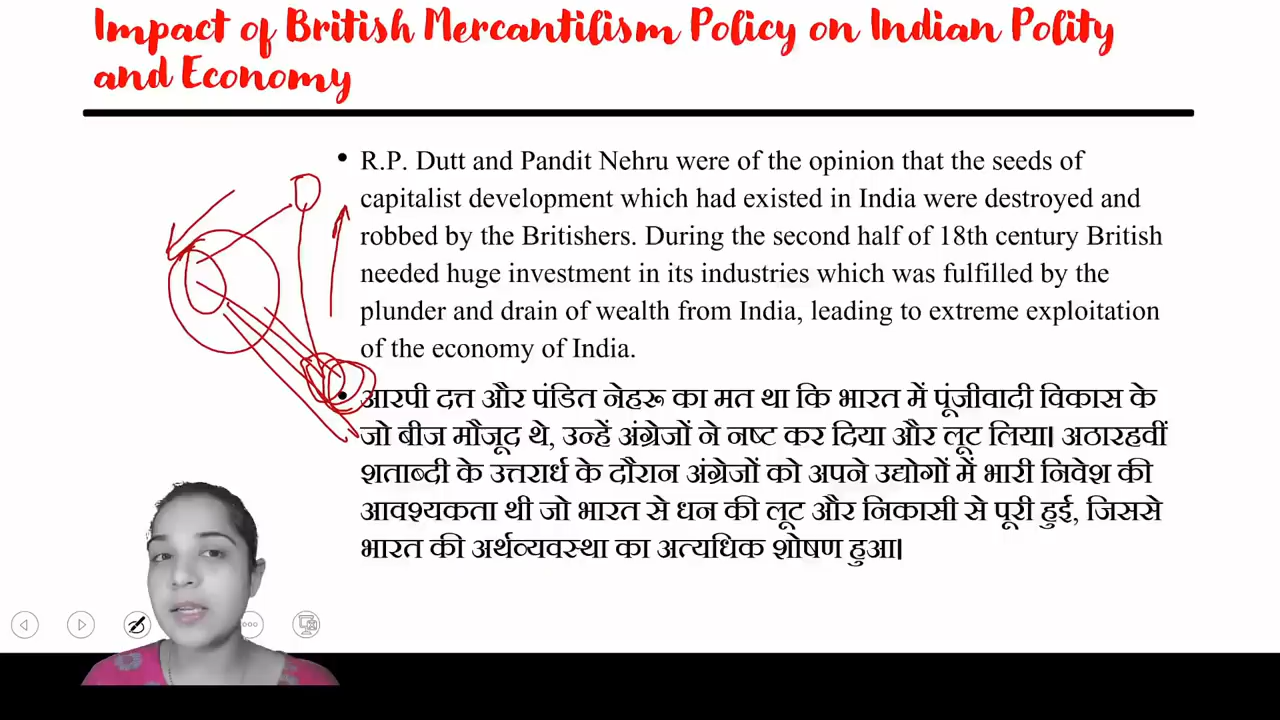 Impact of British Mercantilism Policy on Indian Polity
and Economy
• R.P. Dutt and Pandit Nehru were of the opinion that the seeds of
capitalist development which had existed in India were destroyed and
robbed by the Britishers. During the second half of 18th century British
needed huge investment in its industries which was fulfilled by the
plunder and drain of wealth from India, leading to extreme exploitation
of the economy of India.
• आरपी दत्त और पंडित नेहरू का मत था कि भारत में पूंजीवादी विकास के
जो बीज मौजूद थे, उन्हें अंग्रेजों ने नष्ट कर दिया और लूट लिया। अठारहवीं
शताब्दी के उत्तरार्ध के दौरान अंग्रेजों को अपने उद्योगों में भारी निवेश की
आवश्यकता थी जो भारत से धन की लूट और निकासी से पूरी हुई, जिससे
भारत की अर्थव्यवस्था का अत्यधिक शोषण हुआ।